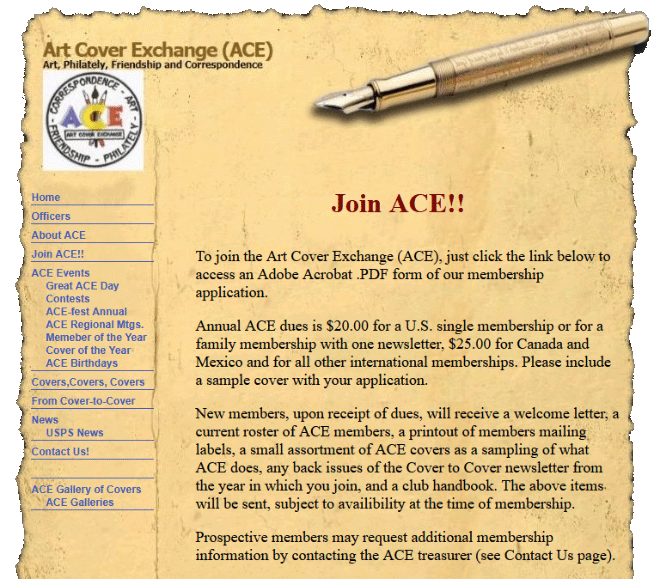 Art Cover Exchange (ACE)
Art, Philately, Friendship and Correspondence
CORRESPONDENCE - ART
ACE
ART COVER EXCHANGE
FRIENDSHIP - PHILATELY -
Home
Officers
About ACE
Join ACE!!
ACE Events
Great ACE Day
Contests
ACE-fest Annual
ACE Regional Mtgs.
Memeber of the Year
Cover of the Year
ACE Birthdays
Covers,Covers, Covers
From Cover-to-Cover
News
USPS News
Contact Us!
ACE Gallery of Covers
ACE Galleries
Join ACE!!
To join the Art Cover Exchange (ACE), just click the link below to
access an Adobe Acrobat .PDF form of our membership
application.
Annual ACE dues is $20.00 for a U.S. single membership or for a
family membership with one newsletter, $25.00 for Canada and
Mexico and for all other international memberships. Please include
a sample cover with your application.
New members, upon receipt of dues, will receive a welcome letter, a
current roster of ACE members, a printout of members mailing
labels, a small assortment of ACE covers as a sampling of what
ACE does, any back issues of the Cover to Cover newsletter from
the year in which you join, and a club handbook. The above items
will be sent, subject to availibility at the time of membership.
Prospective members may request additional membership
information by contacting the ACE treasurer (see Contact Us page).